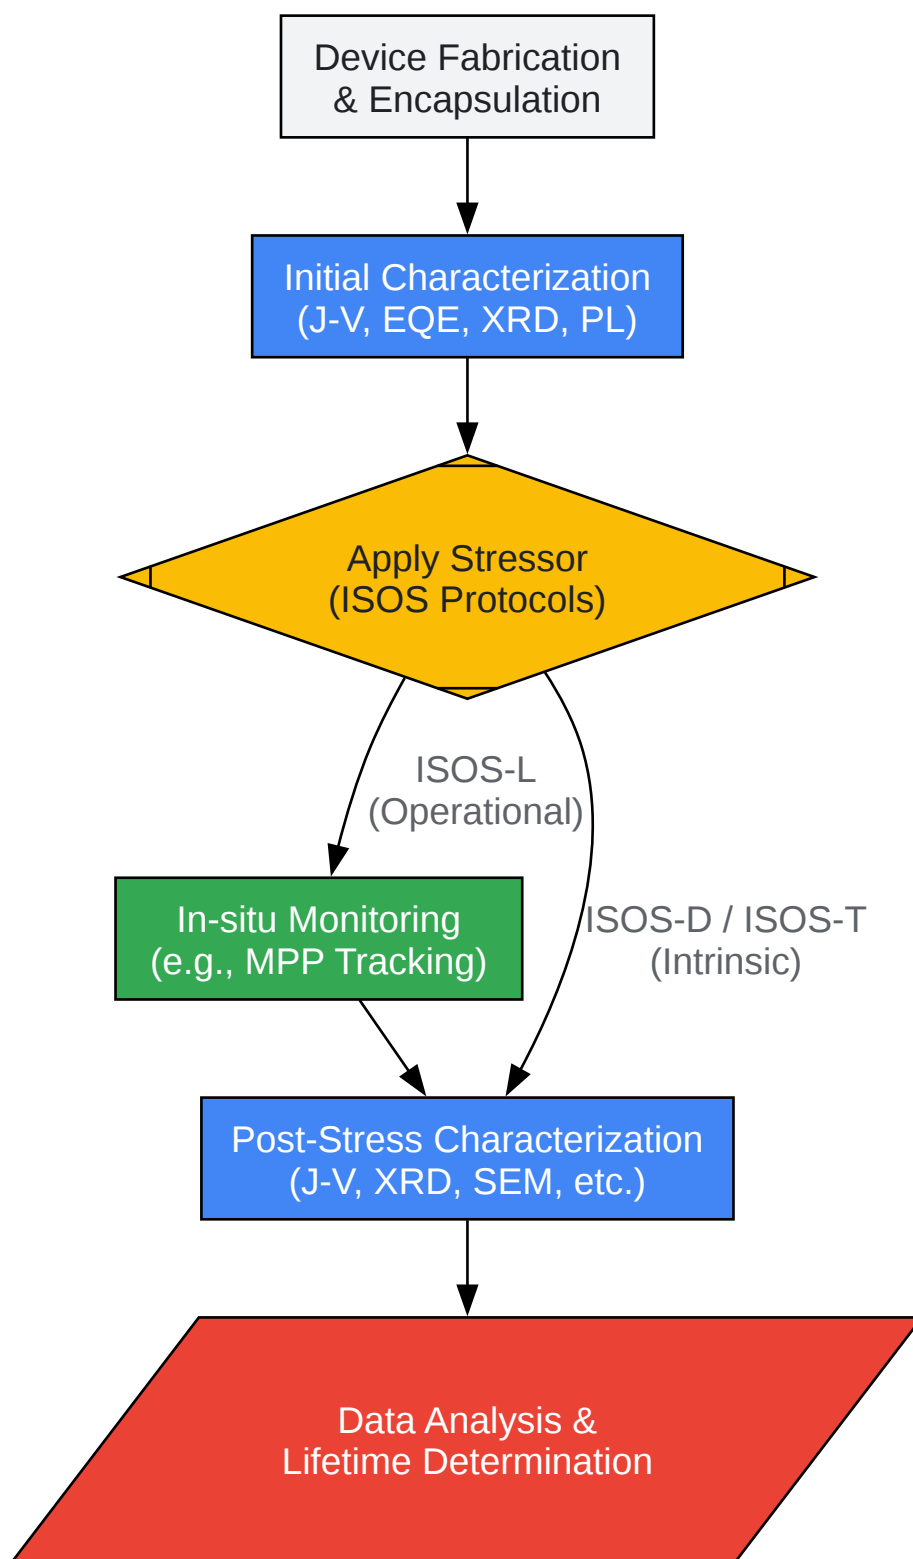 Device Fabrication
& Encapsulation
Initial Characterization
(J-V, EQE, XRD, PL)
Apply Stressor
(ISOS Protocols)
ISOS-L
(Operational)
In-situ Monitoring
(e.g., MPP Tracking)
ISOS-D / ISOS-T
(Intrinsic)
Post-Stress Characterization
(J-V, XRD, SEM, etc.)
Data Analysis &
Lifetime Determination